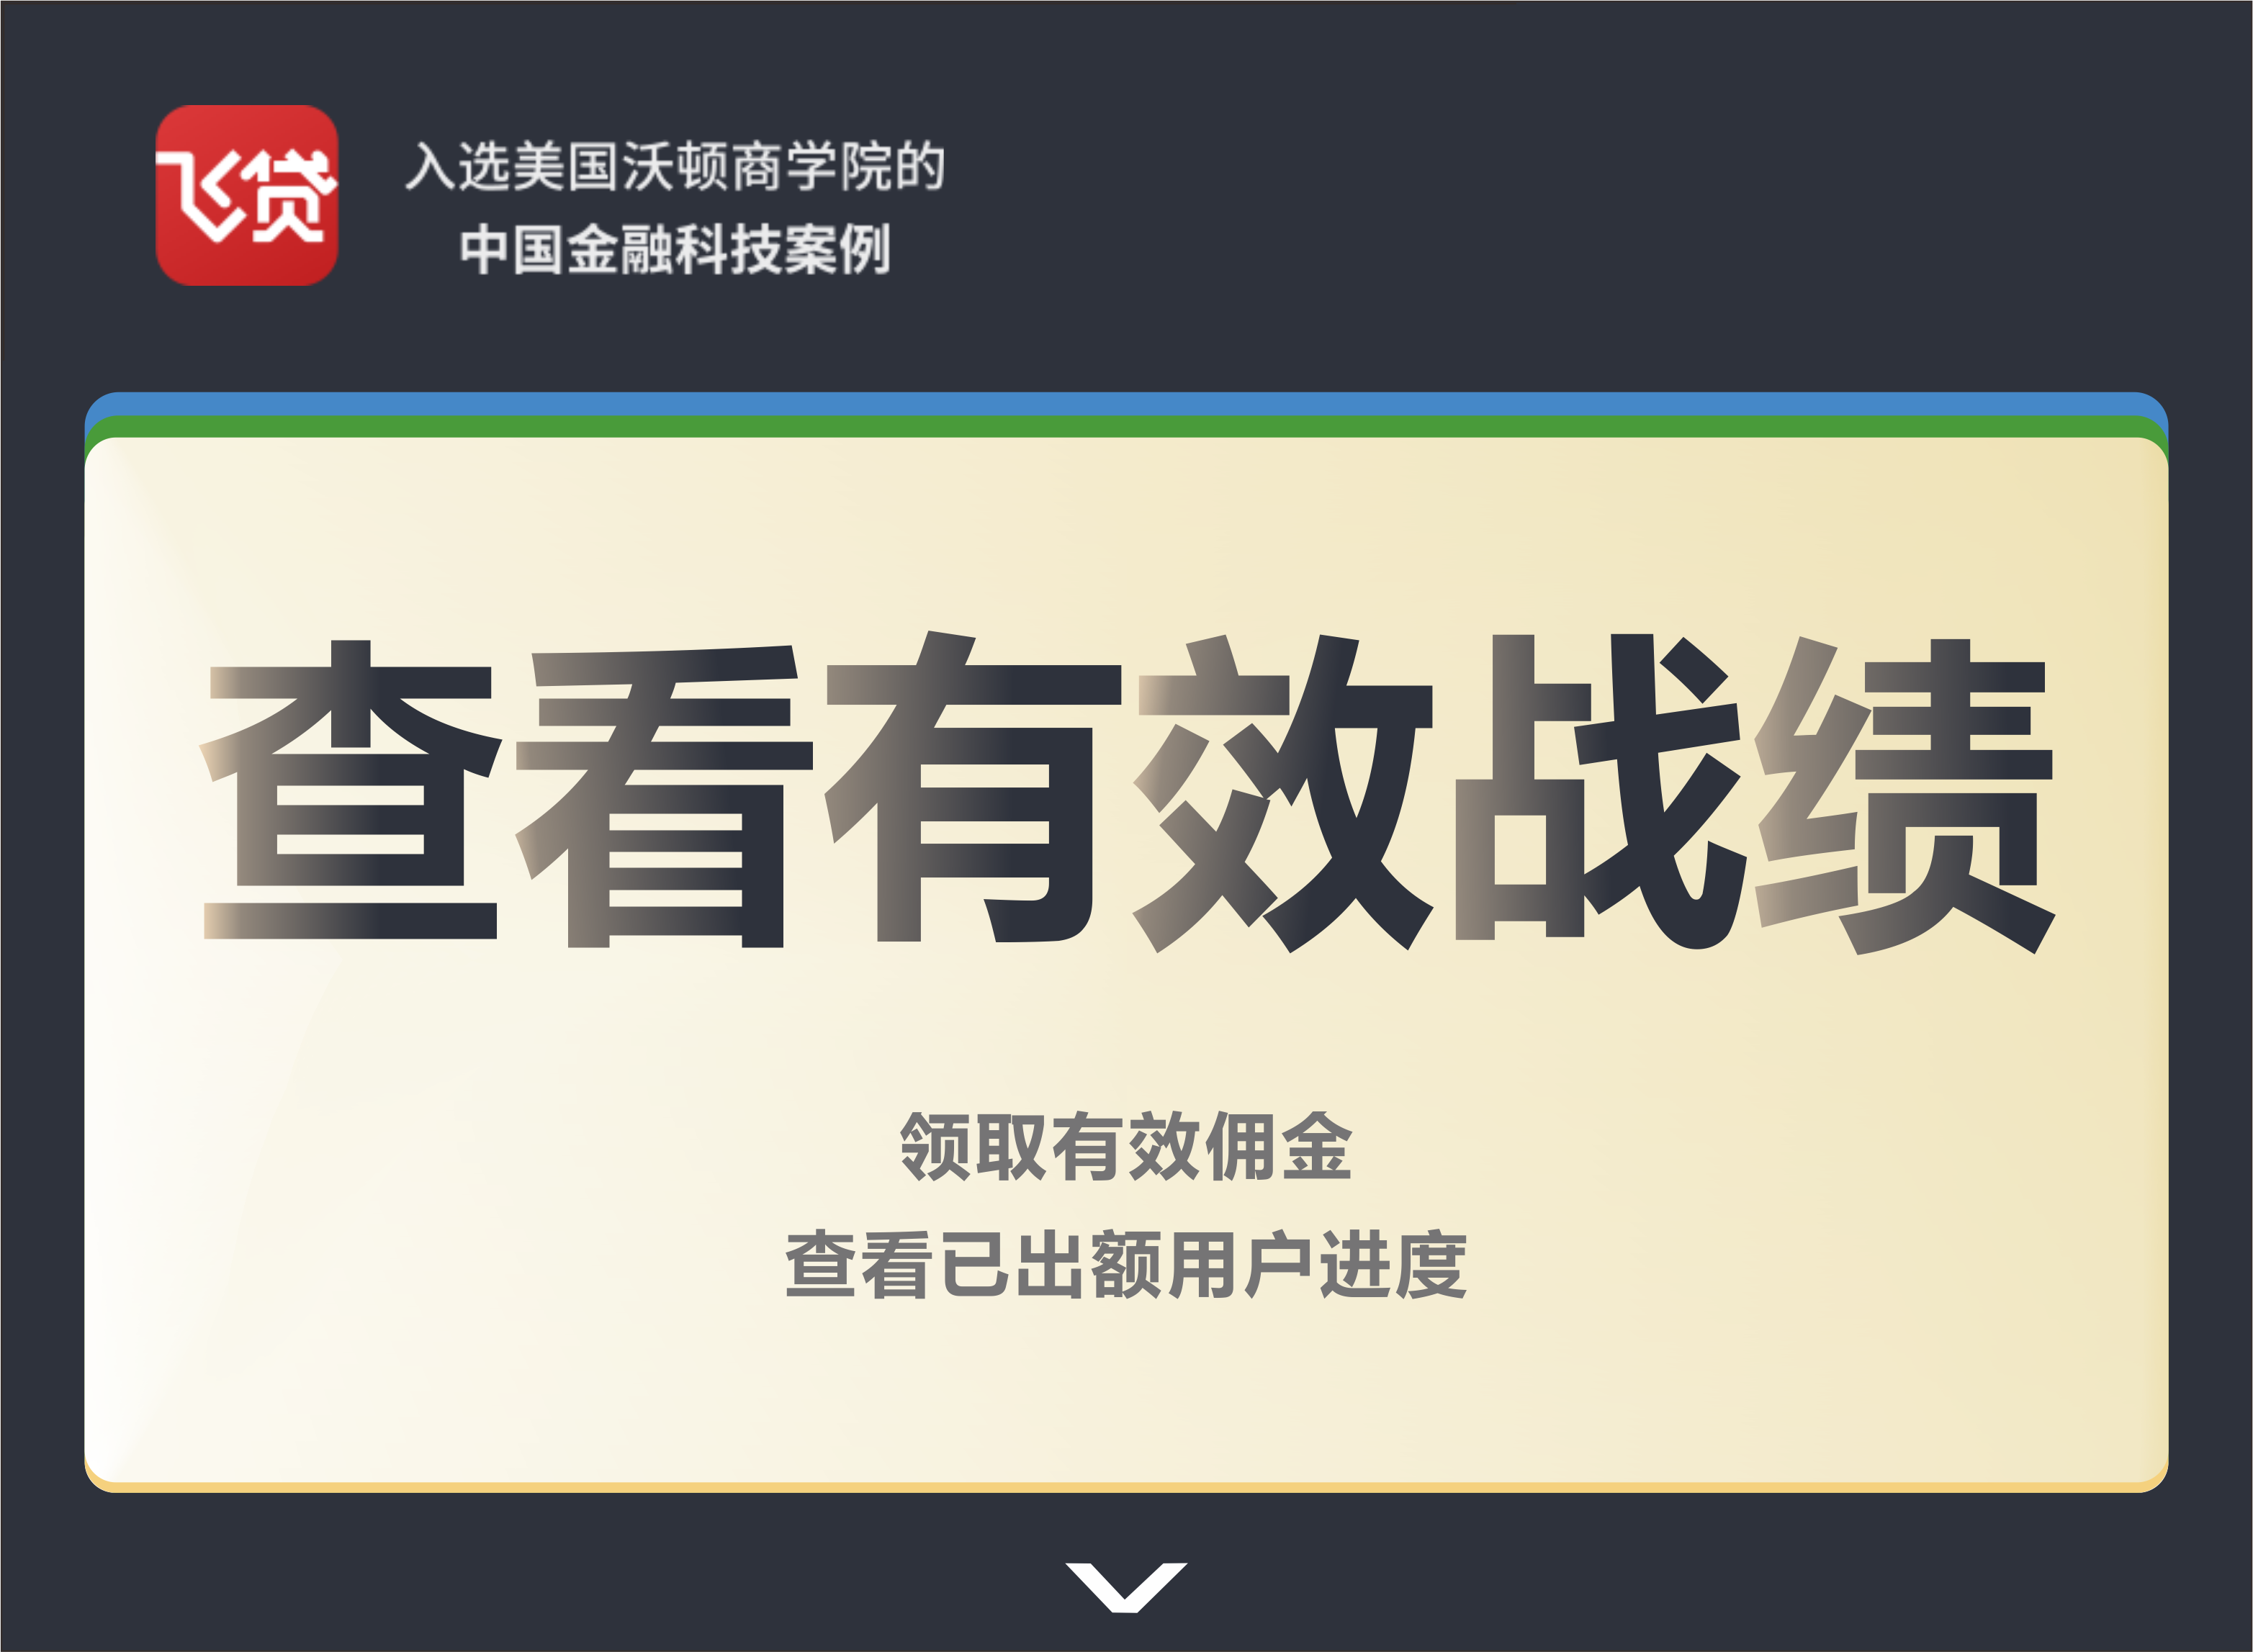 飞贷
入选美国沃顿商学院的
中国金融科技案例
查看有效战绩
领取有效佣金
查看已出额用户进度